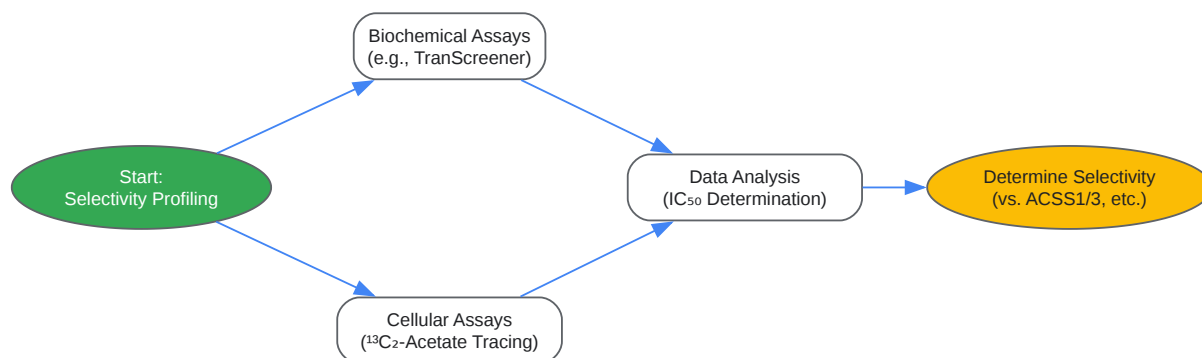 Biochemical Assays
(e.g., TranScreener)
Start:
Selectivity Profiling
Data Analysis
(IC₅₀ Determination)
Determine Selectivity
(vs. ACSS1/3, etc.)
Cellular Assays
(¹³C₂-Acetate Tracing)